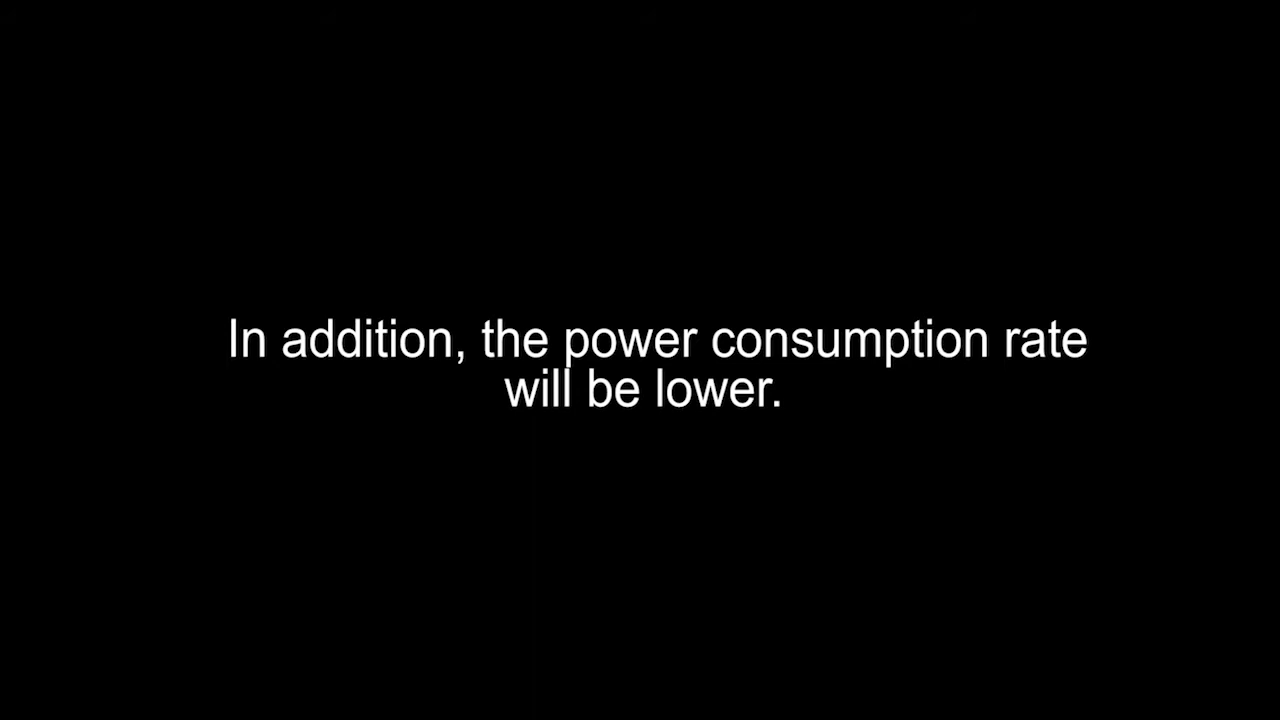 In addition, the power consumption rate
will be lower.